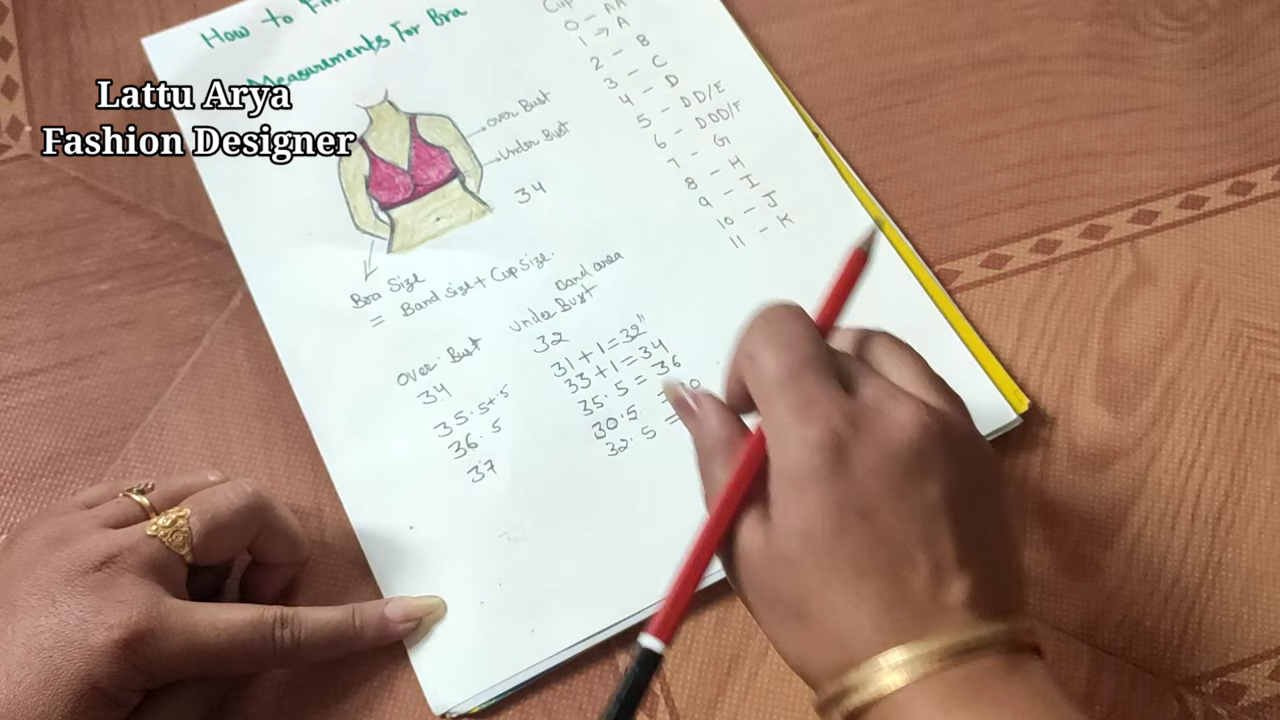 How to Fin
Measurements For Bra
Lattu Arya
Fashion Designer
over Bust
Under Bust
34
Bra Size
= Band size + Cup size.
Cup
0 - AA
1 → A
2 - B
3 - C
4 - D
5 - DD/E
6 - DDD/F
7 - G
8 - H
9 - I
10 - J
11 - K
over Bust
34
35.5+5
36.5
37
Band area
under Bust
32
31+1=32"
33+1=34
35.5=36
30.5 =
32.5 =